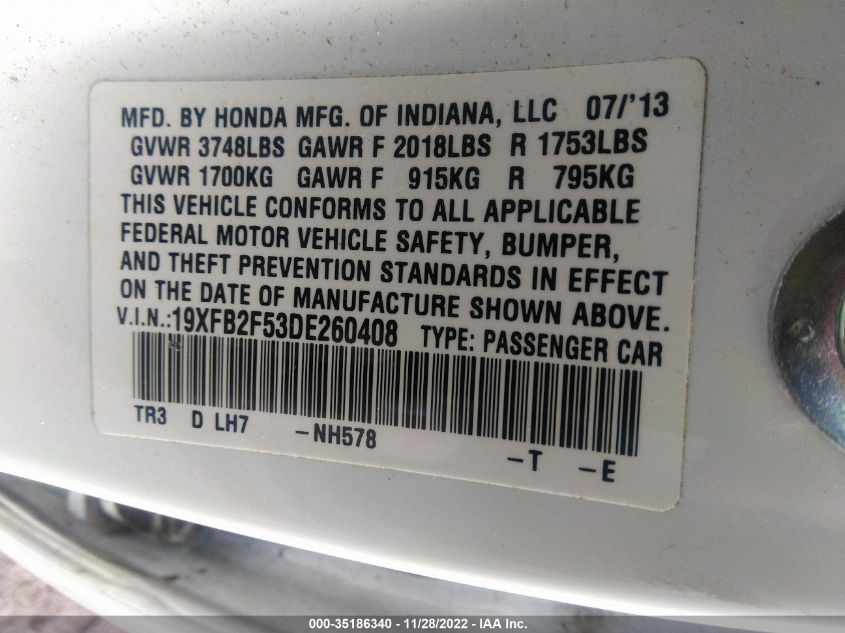 MFD. BY HONDA MFG. OF INDIANA, LLC 07/'13
GVWR 3748LBS GAWR F 2018LBS R 1753LBS
GVWR 1700KG GAWR F 915KG R 795KG
THIS VEHICLE CONFORMS TO ALL APPLICABLE
FEDERAL MOTOR VEHICLE SAFETY, BUMPER,
AND THEFT PREVENTION STANDARDS IN EFFECT
ON THE DATE OF MANUFACTURE SHOWN ABOVE.
V.I.N.:19XFB2F53DE260408 TYPE: PASSENGER CAR
TR3 D LH7 -NH578 -T -E
000-35186340 - 11/28/2022 - IAA Inc.